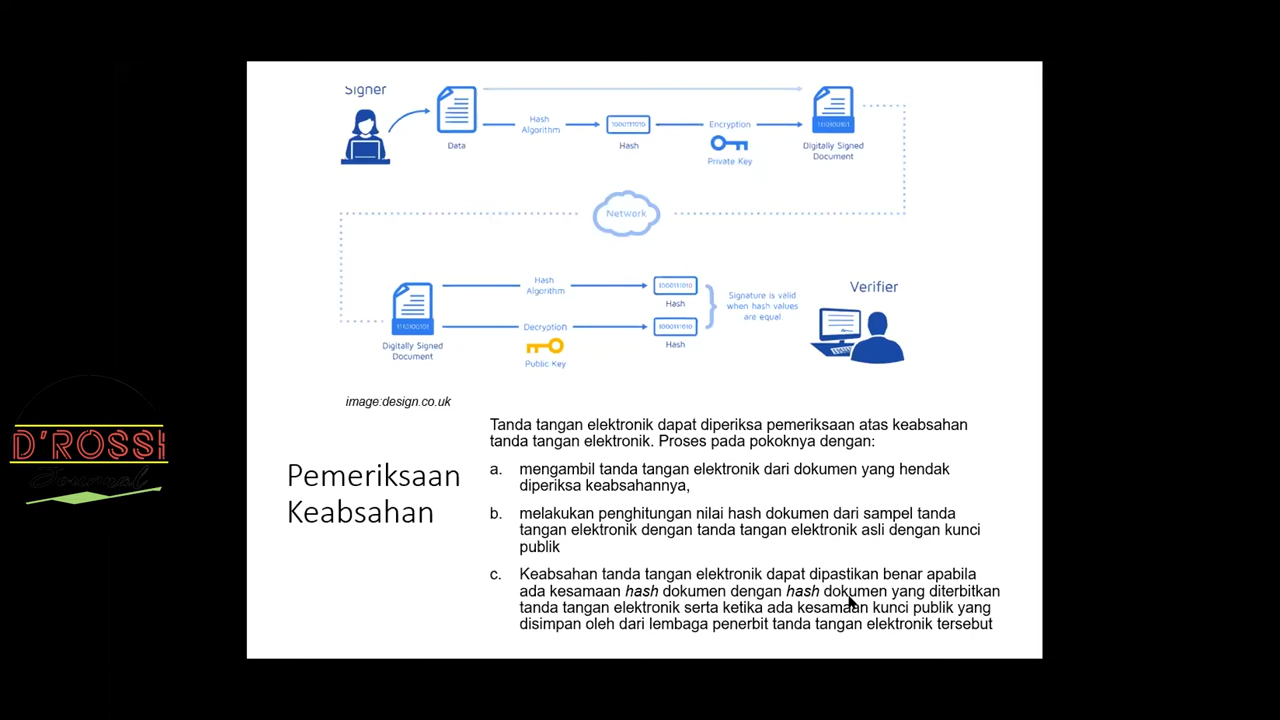 Signer
Data
Hash
Algorithm
1000111010
Hash
Encryption
Private Key
1110100101
Digitally Signed
Document
Network
1110100101
Digitally Signed
Document
Hash
Algorithm
1000111010
Hash
Decryption
Public Key
1000111010
Hash
Signature is valid
when hash values
are equal.
Verifier
image:design.co.uk
D'ROSSI
Journal
Pemeriksaan
Keabsahan
Tanda tangan elektronik dapat diperiksa pemeriksaan atas keabsahan
tanda tangan elektronik. Proses pada pokoknya dengan:
a. mengambil tanda tangan elektronik dari dokumen yang hendak
diperiksa keabsahannya,
b. melakukan penghitungan nilai hash dokumen dari sampel tanda
tangan elektronik dengan tanda tangan elektronik asli dengan kunci
publik
c. Keabsahan tanda tangan elektronik dapat dipastikan benar apabila
ada kesamaan hash dokumen dengan hash dokumen yang diterbitkan
tanda tangan elektronik serta ketika ada kesamaan kunci publik yang
disimpan oleh dari lembaga penerbit tanda tangan elektronik tersebut